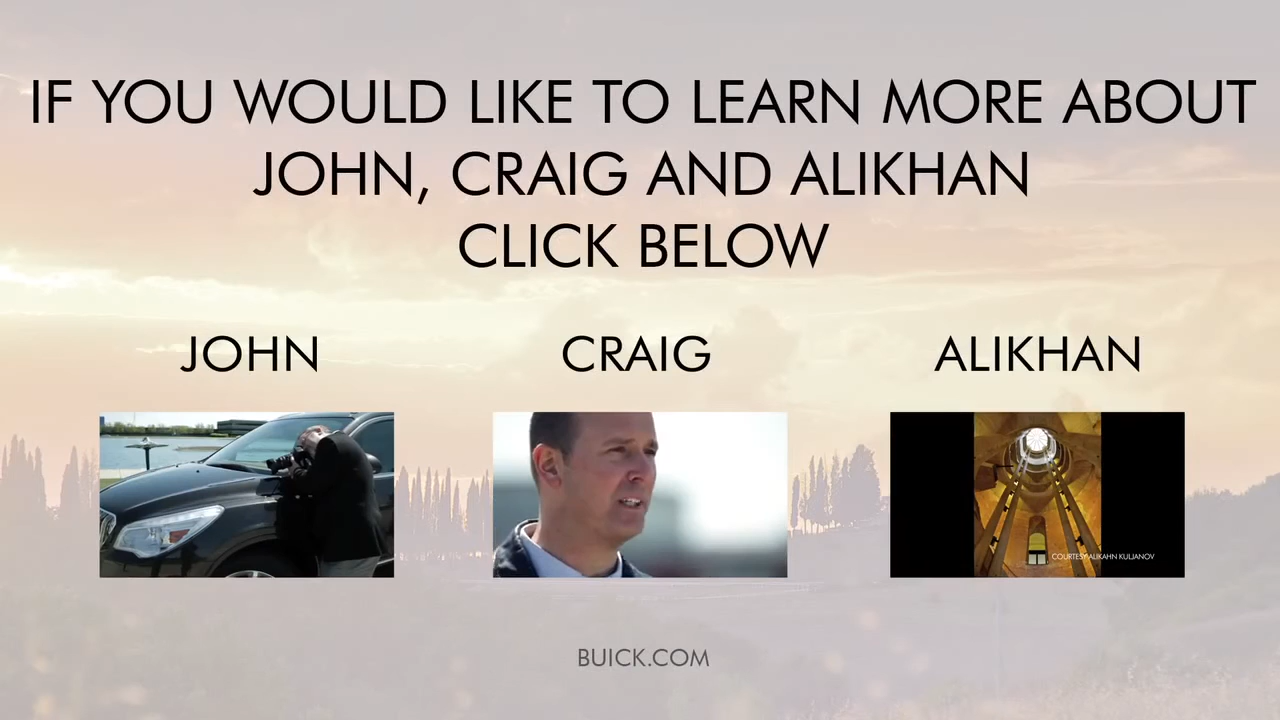 IF YOU WOULD LIKE TO LEARN MORE ABOUT
JOHN, CRAIG AND ALIKHAN
CLICK BELOW
JOHN
CRAIG
ALIKHAN
COURTESY ALIKAHN KULJANOV
BUICK.COM